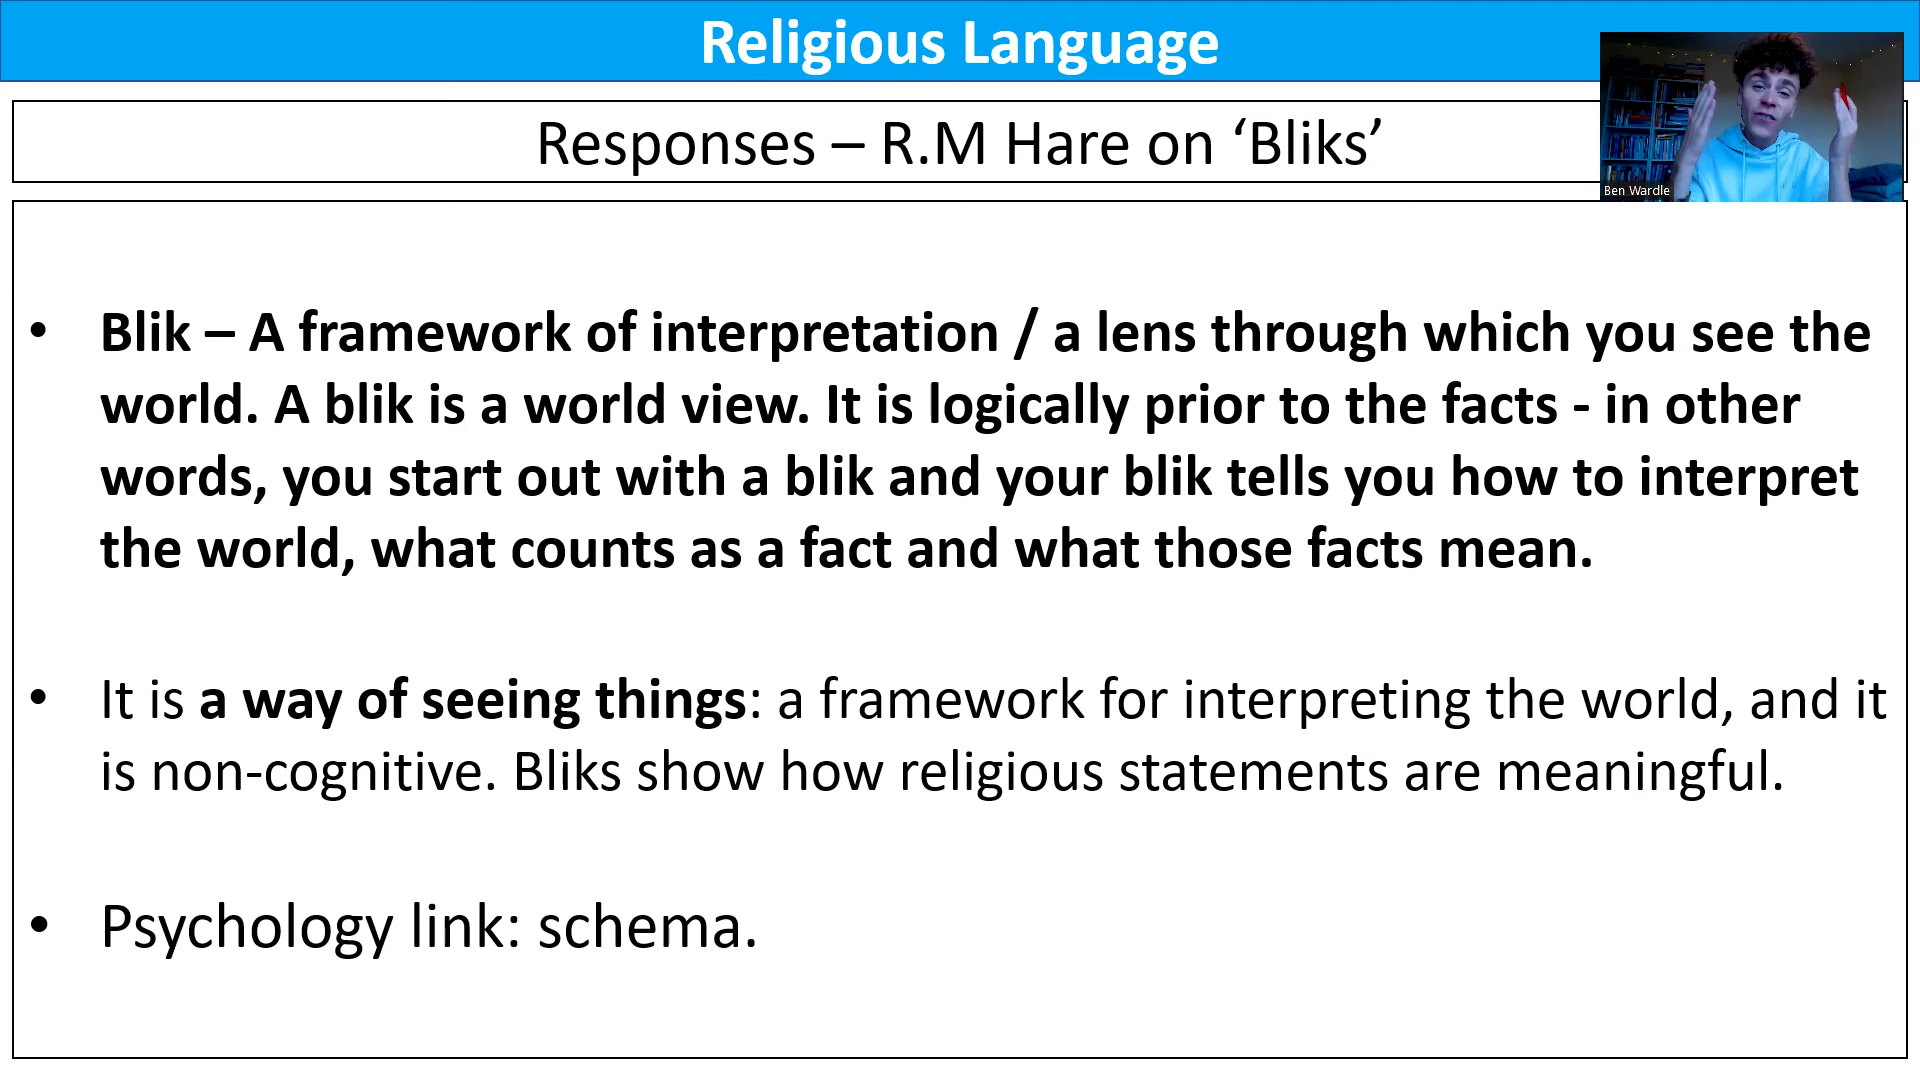 Religious Language
Responses – R.M Hare on ‘Bliks’
Ben Wardle
• Blik – A framework of interpretation / a lens through which you see the
world. A blik is a world view. It is logically prior to the facts - in other
words, you start out with a blik and your blik tells you how to interpret
the world, what counts as a fact and what those facts mean.
• It is a way of seeing things: a framework for interpreting the world, and it
is non-cognitive. Bliks show how religious statements are meaningful.
• Psychology link: schema.